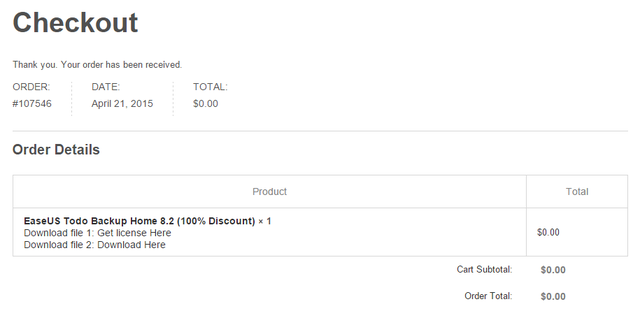 Checkout
Thank you. Your order has been received.
ORDER: DATE: TOTAL:
#107546 April 21, 2015 $0.00
Order Details
Product Total
EaseUS Todo Backup Home 8.2 (100% Discount) × 1
Download file 1: Get license Here
Download file 2: Download Here
$0.00
Cart Subtotal: $0.00
Order Total: $0.00